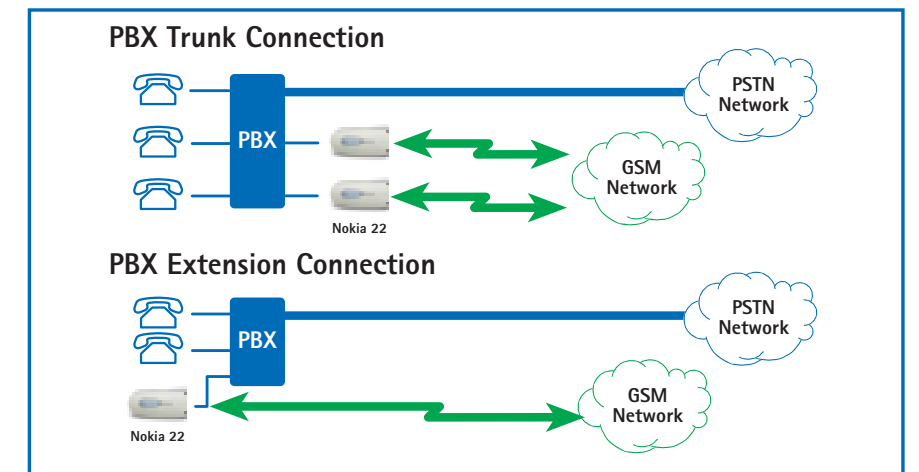 PBX Trunk Connection
PSTN
Network
PBX
GSM
Network
Nokia 22
PBX Extension Connection
PSTN
Network
PBX
GSM
Network
Nokia 22